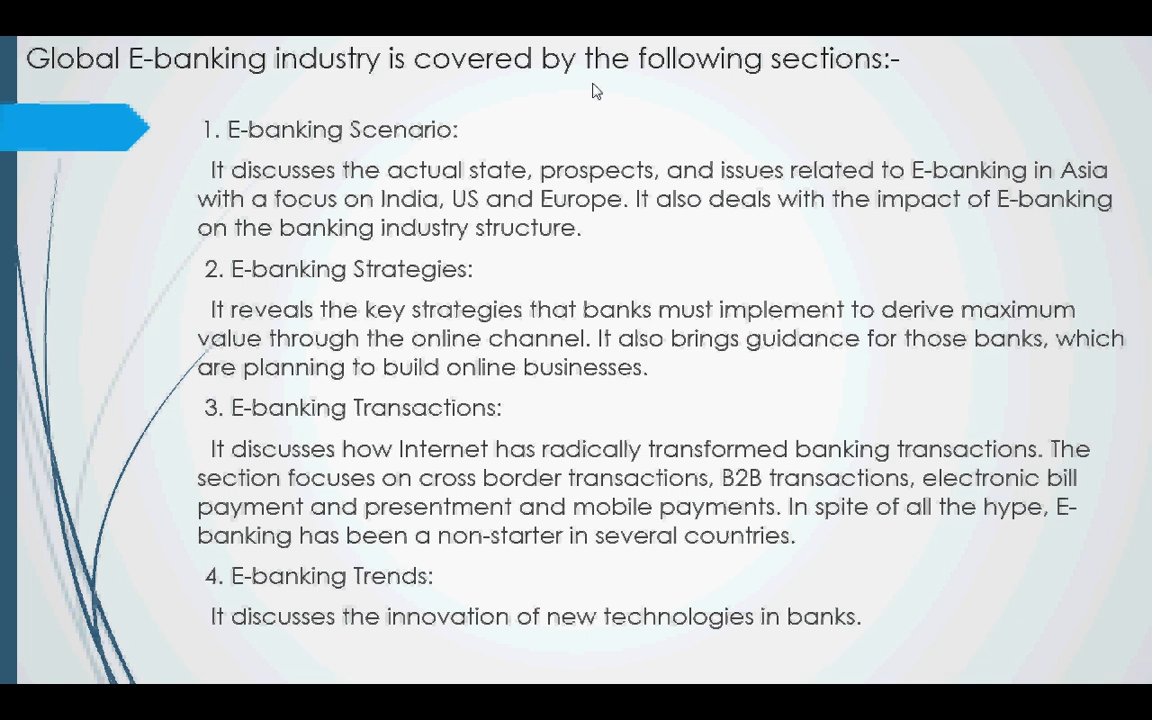 Global E-banking industry is covered by the following sections:-
1. E-banking Scenario:
It discusses the actual state, prospects, and issues related to E-banking in Asia
with a focus on India, US and Europe. It also deals with the impact of E-banking
on the banking industry structure.
2. E-banking Strategies:
It reveals the key strategies that banks must implement to derive maximum
value through the online channel. It also brings guidance for those banks, which
are planning to build online businesses.
3. E-banking Transactions:
It discusses how Internet has radically transformed banking transactions. The
section focuses on cross border transactions, B2B transactions, electronic bill
payment and presentment and mobile payments. In spite of all the hype, E-
banking has been a non-starter in several countries.
4. E-banking Trends:
It discusses the innovation of new technologies in banks.